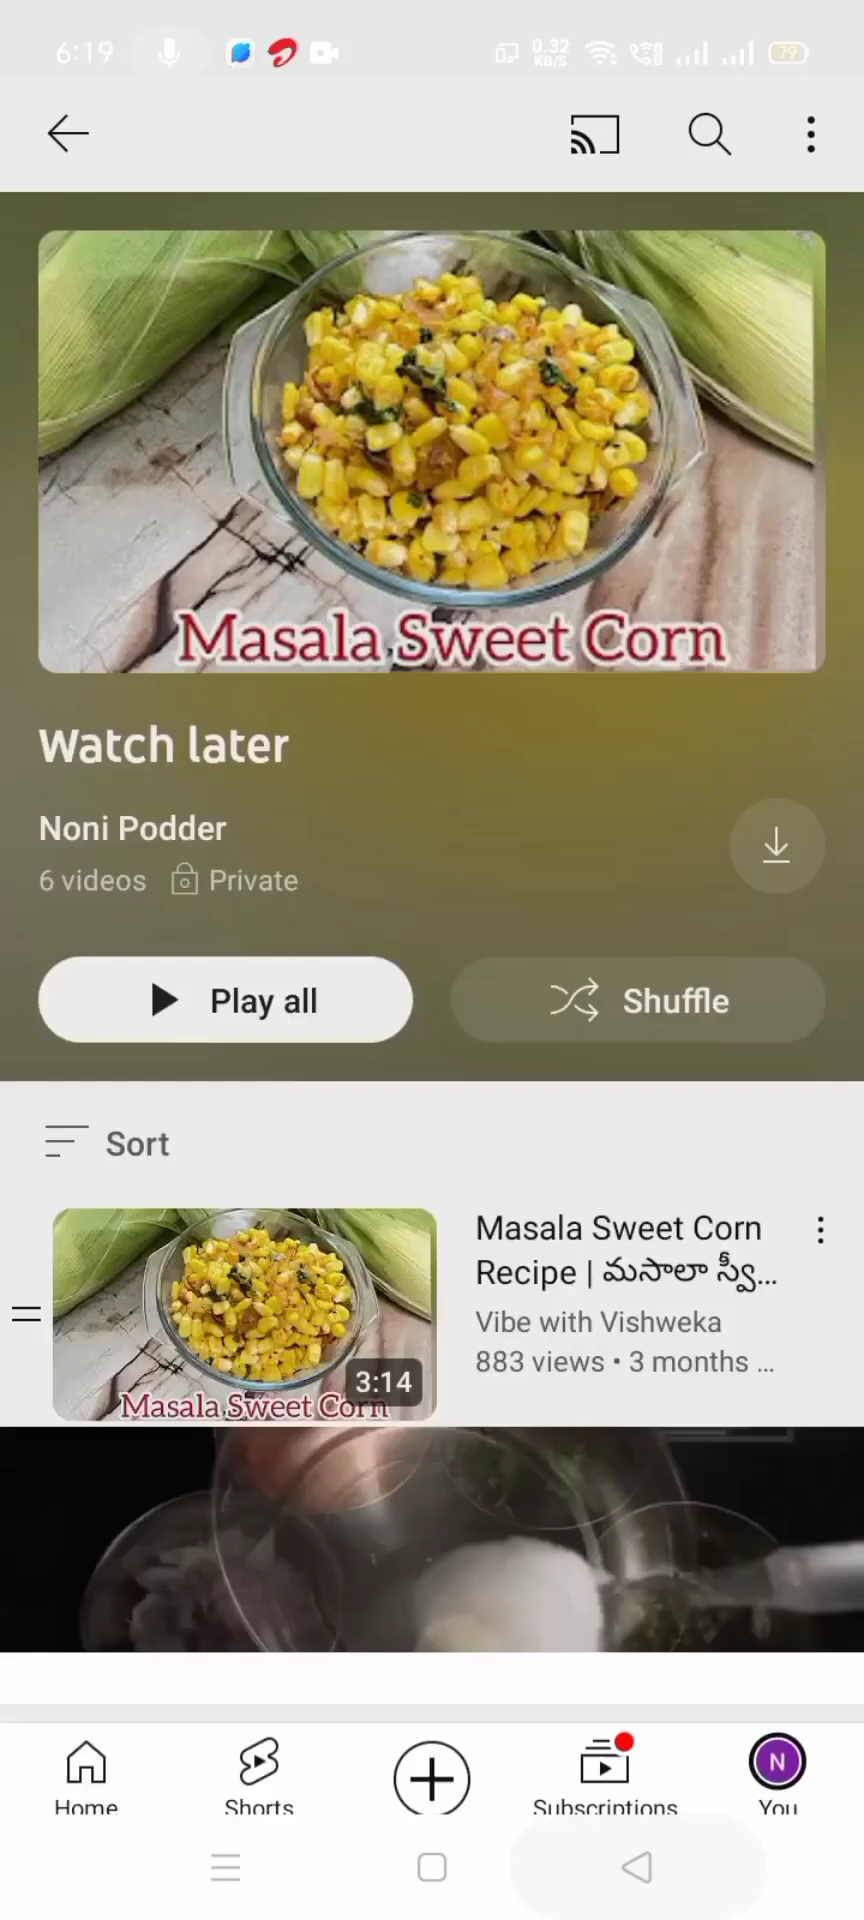 6:19
0.32
KB/S
79
Masala Sweet Corn
Watch later
Noni Podder
6 videos Private
Play all
Shuffle
Sort
Masala Sweet Corn
Recipe | మసాలా స్వీ...
Vibe with Vishweka
883 views • 3 months ...
3:14
Masala Sweet Corn
Home
Shorts
Subscriptions
N
You